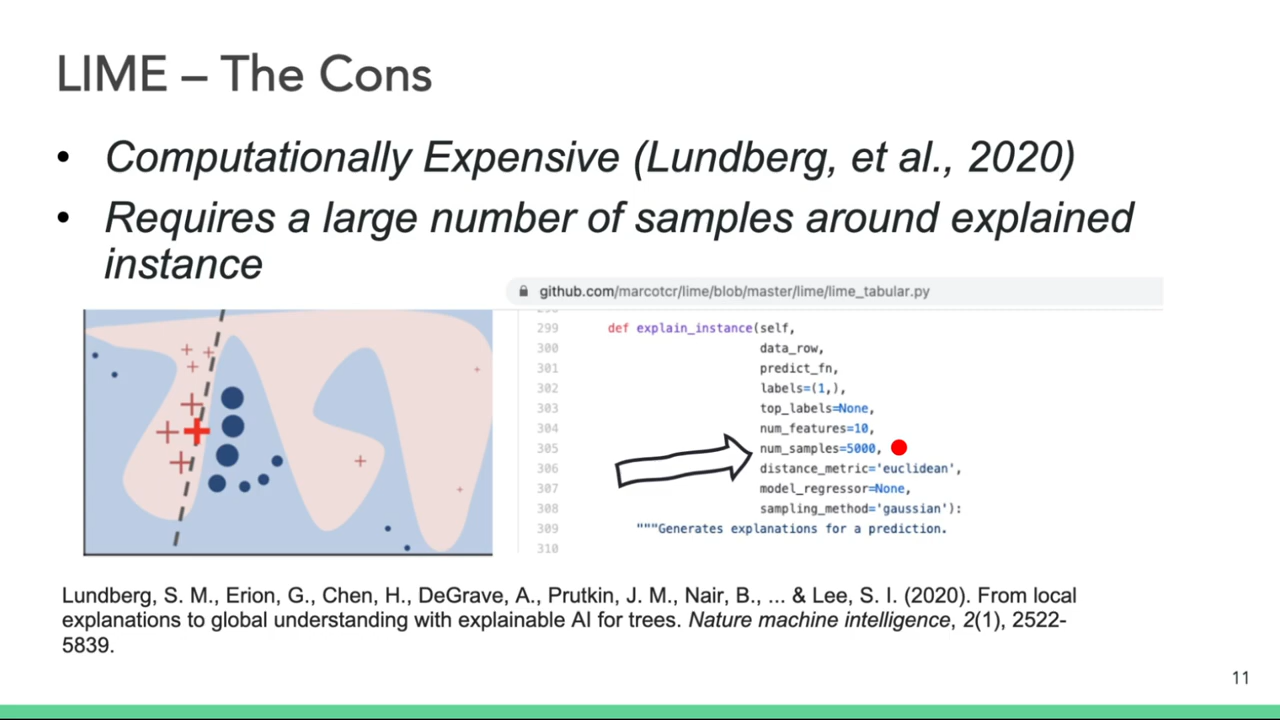 LIME – The Cons
• Computationally Expensive (Lundberg, et al., 2020)
• Requires a large number of samples around explained
instance
github.com/marcotcr/lime/blob/master/lime/lime_tabular.py
299 def explain_instance(self,
300 data_row,
301 predict_fn,
302 labels=(1,),
303 top_labels=None,
304 num_features=10,
305 num_samples=5000,
306 distance_metric='euclidean',
307 model_regressor=None,
308 sampling_method='gaussian'):
309 """Generates explanations for a prediction.
310
Lundberg, S. M., Erion, G., Chen, H., DeGrave, A., Prutkin, J. M., Nair, B., ... & Lee, S. I. (2020). From local
explanations to global understanding with explainable AI for trees. Nature machine intelligence, 2(1), 2522-
5839.
11